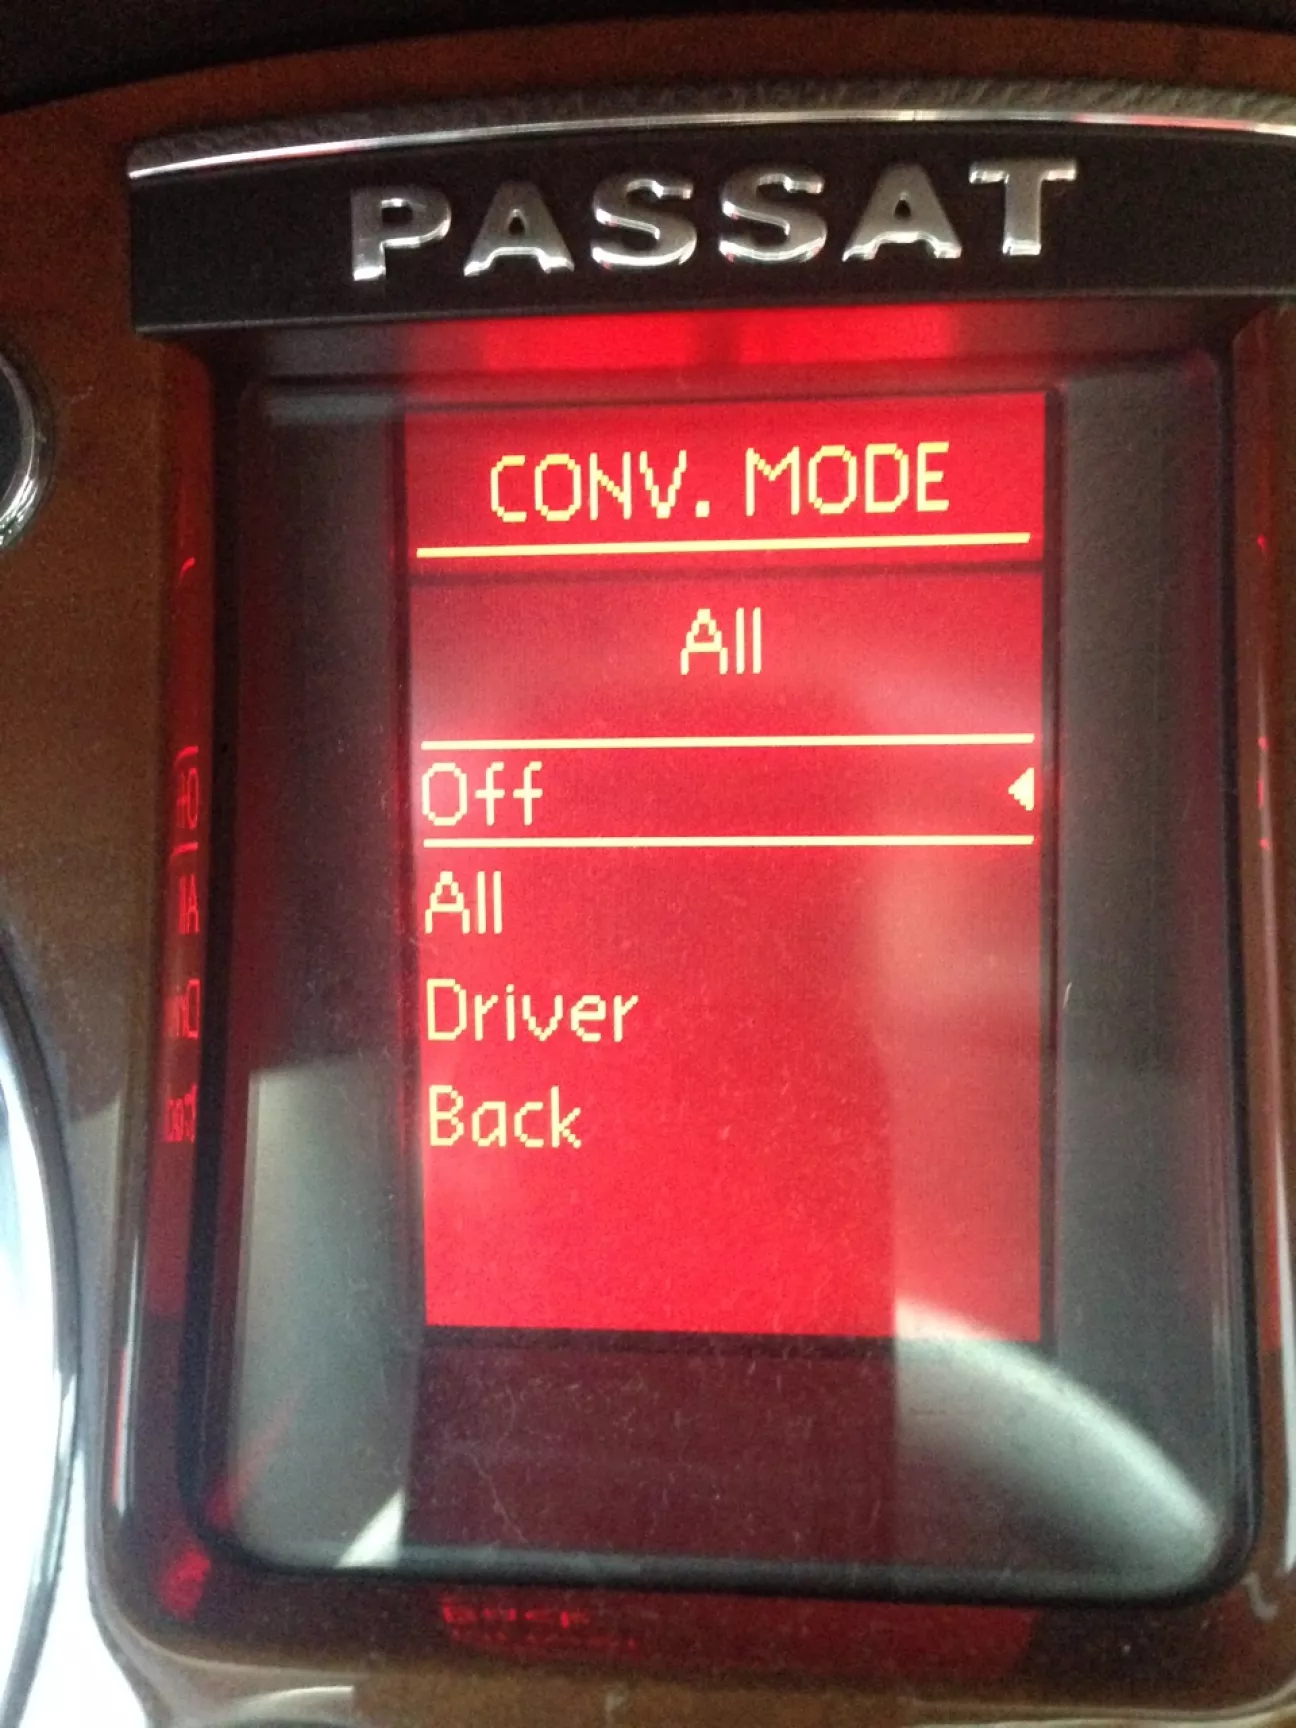 PASSAT
CONV. MODE
All
Off
All
Driver
Back